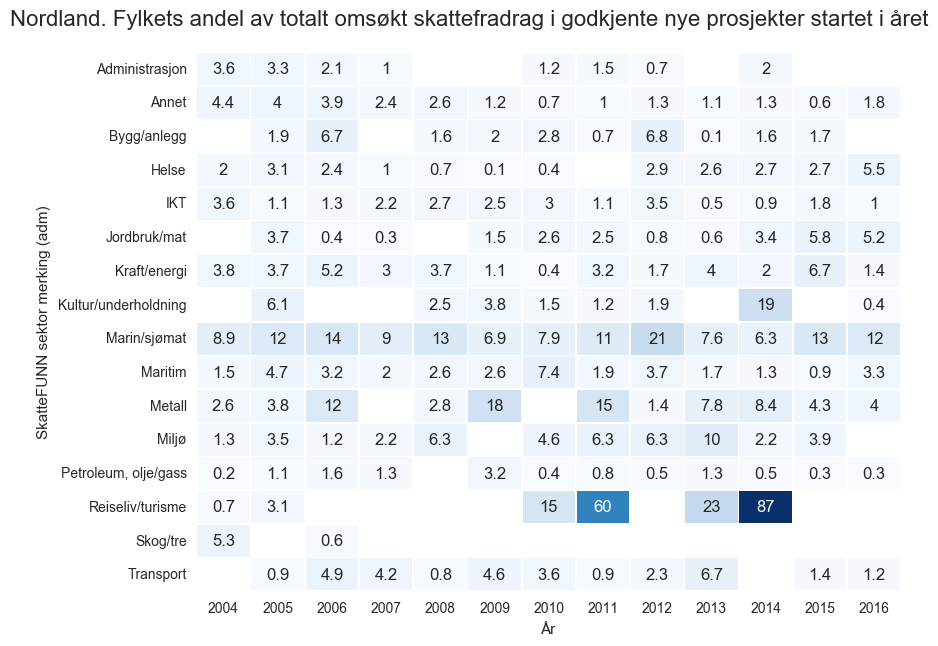 Nordland. Fylkets andel av totalt omsøkt skattefradrag i godkjente nye prosjekter startet i året
SkatteFUNN sektor merking (adm)
Administrasjon 3.6 3.3 2.1 1 1.2 1.5 0.7 2
Annet 4.4 4 3.9 2.4 2.6 1.2 0.7 1 1.3 1.1 1.3 0.6 1.8
Bygg/anlegg 1.9 6.7 1.6 2 2.8 0.7 6.8 0.1 1.6 1.7
Helse 2 3.1 2.4 1 0.7 0.1 0.4 2.9 2.6 2.7 2.7 5.5
IKT 3.6 1.1 1.3 2.2 2.7 2.5 3 1.1 3.5 0.5 0.9 1.8 1
Jordbruk/mat 3.7 0.4 0.3 1.5 2.6 2.5 0.8 0.6 3.4 5.8 5.2
Kraft/energi 3.8 3.7 5.2 3 3.7 1.1 0.4 3.2 1.7 4 2 6.7 1.4
Kultur/underholdning 6.1 2.5 3.8 1.5 1.2 1.9 19 0.4
Marin/sjømat 8.9 12 14 9 13 6.9 7.9 11 21 7.6 6.3 13 12
Maritim 1.5 4.7 3.2 2 2.6 2.6 7.4 1.9 3.7 1.7 1.3 0.9 3.3
Metall 2.6 3.8 12 2.8 18 15 1.4 7.8 8.4 4.3 4
Miljø 1.3 3.5 1.2 2.2 6.3 4.6 6.3 6.3 10 2.2 3.9
Petroleum, olje/gass 0.2 1.1 1.6 1.3 3.2 0.4 0.8 0.5 1.3 0.5 0.3 0.3
Reiseliv/turisme 0.7 3.1 15 60 23 87
Skog/tre 5.3 0.6
Transport 0.9 4.9 4.2 0.8 4.6 3.6 0.9 2.3 6.7 1.4 1.2
2004 2005 2006 2007 2008 2009 2010 2011 2012 2013 2014 2015 2016
År